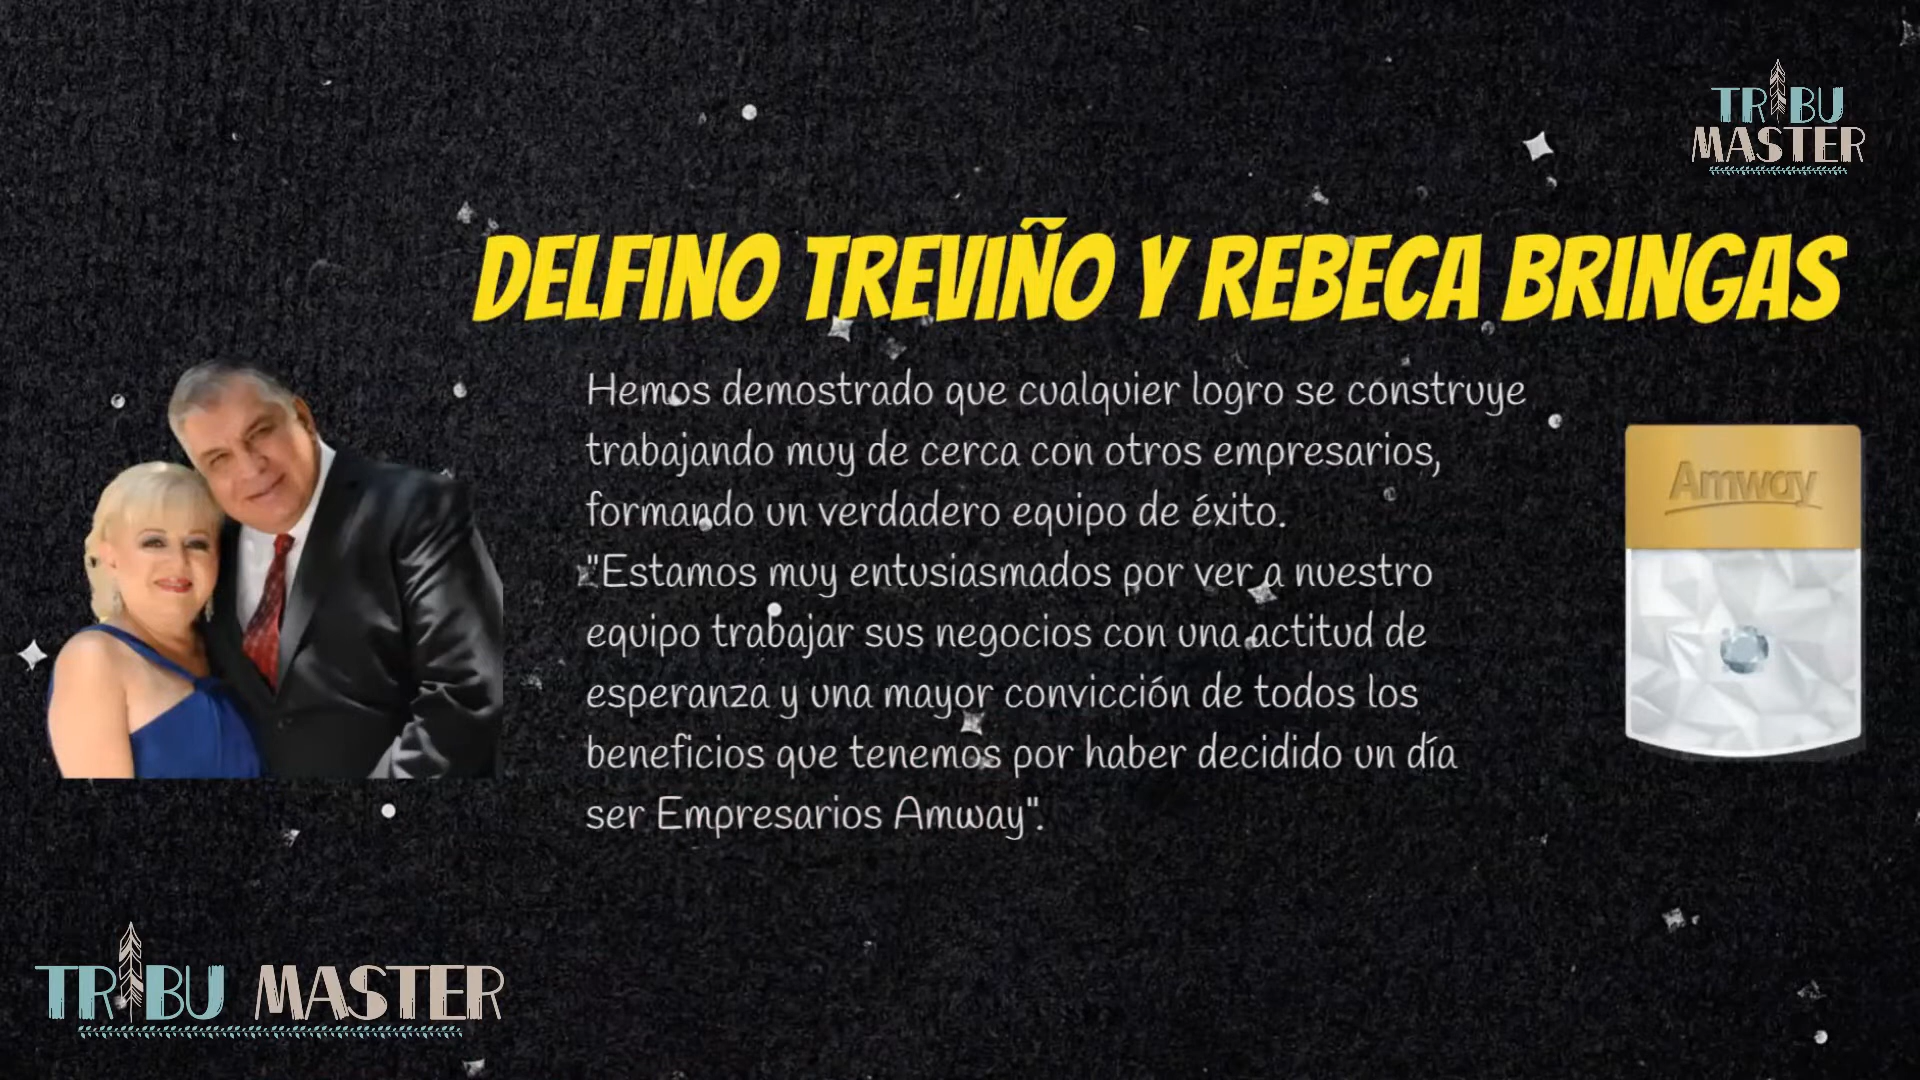 TRIBU
MASTER
DELFINO TREVIÑO Y REBECA BRINGAS
Hemos demostrado que cualquier logro se construye
trabajando muy de cerca con otros empresarios,
formando un verdadero equipo de éxito.
"Estamos muy entusiasmados por ver a nuestro
equipo trabajar sus negocios con una actitud de
esperanza y una mayor convicción de todos los
beneficios que tenemos por haber decidido un día
ser Empresarios Amway".
Amway
TRIBU MASTER